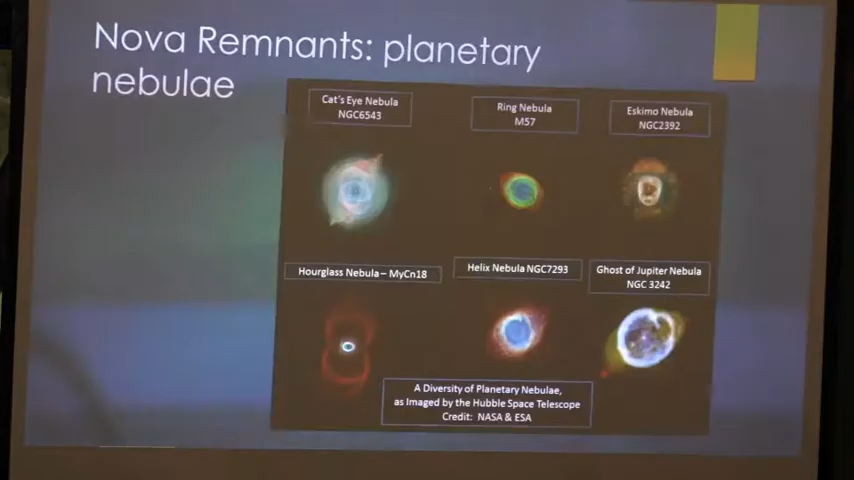 Nova Remnants: planetary
nebulae
Cat's Eye Nebula
NGC6543
Ring Nebula
M57
Eskimo Nebula
NGC2392
Hourglass Nebula – MyCn18
Helix Nebula NGC7293
Ghost of Jupiter Nebula
NGC 3242
A Diversity of Planetary Nebulae,
as Imaged by the Hubble Space Telescope
Credit: NASA & ESA